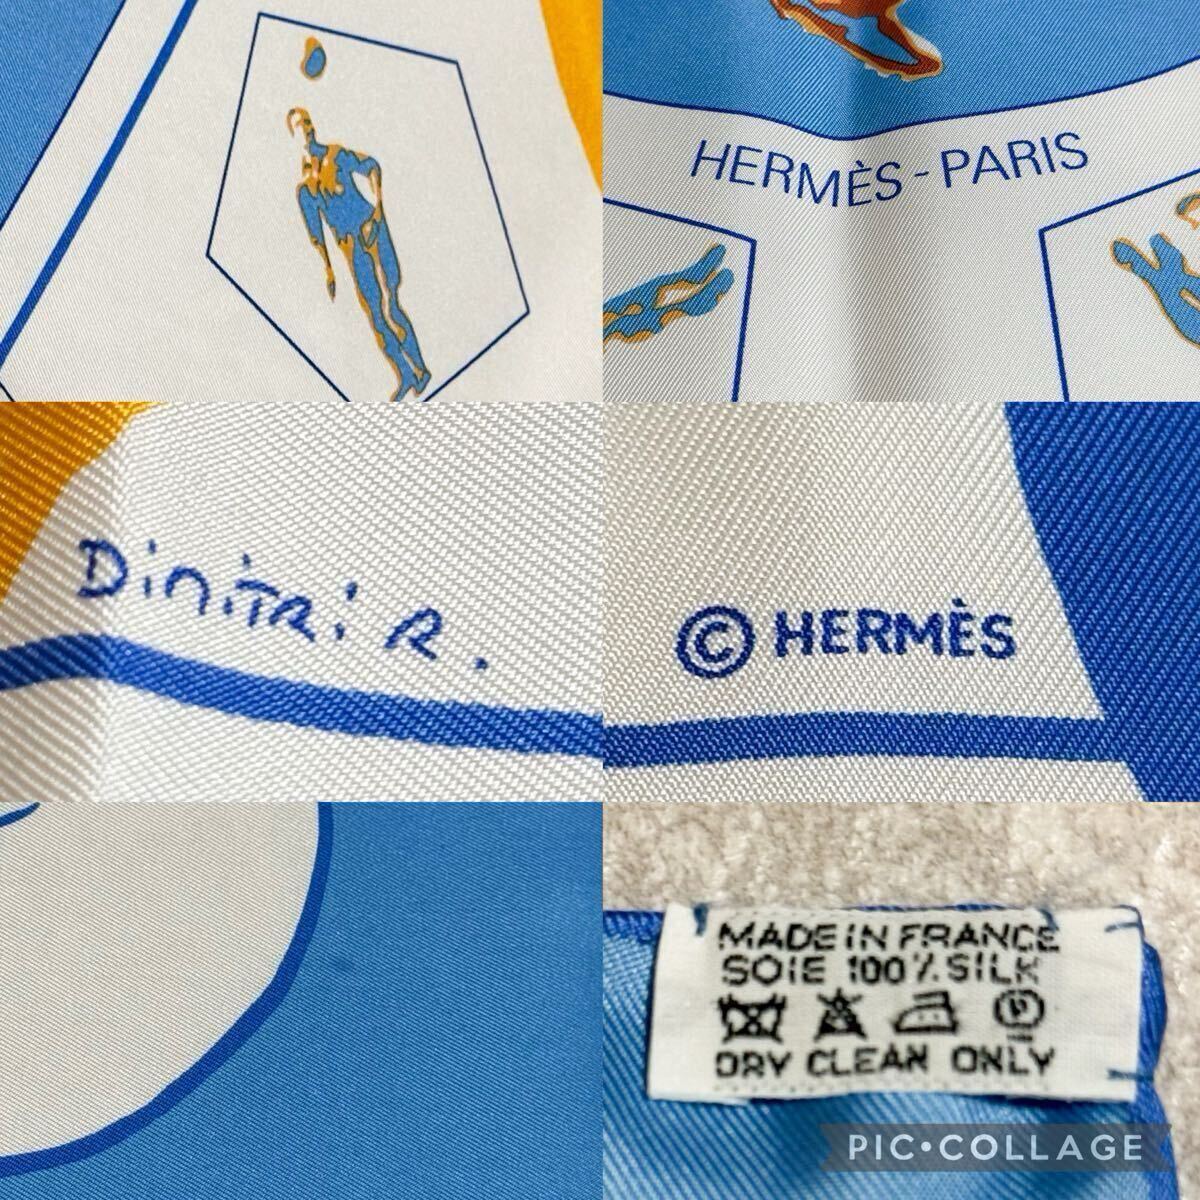 HERMÈS - PARIS
Dimitri R.
© HERMÈS
MADE IN FRANCE
SOIE 100% SILK
P
DRY CLEAN ONLY
PIC•COLLAGE